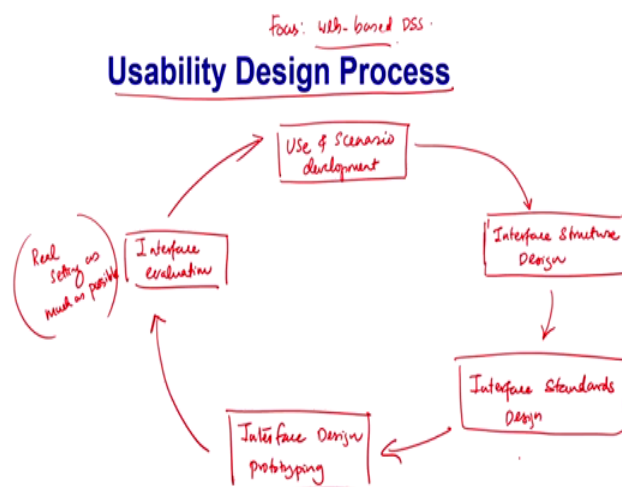 Focus: Web-based DSS.
Usability Design Process
Use & Scenario
development
Interface Structure
Design
Interface Standards
Design
Interface Design
prototyping
Interface
evaluation
Real
setting as
much as possible